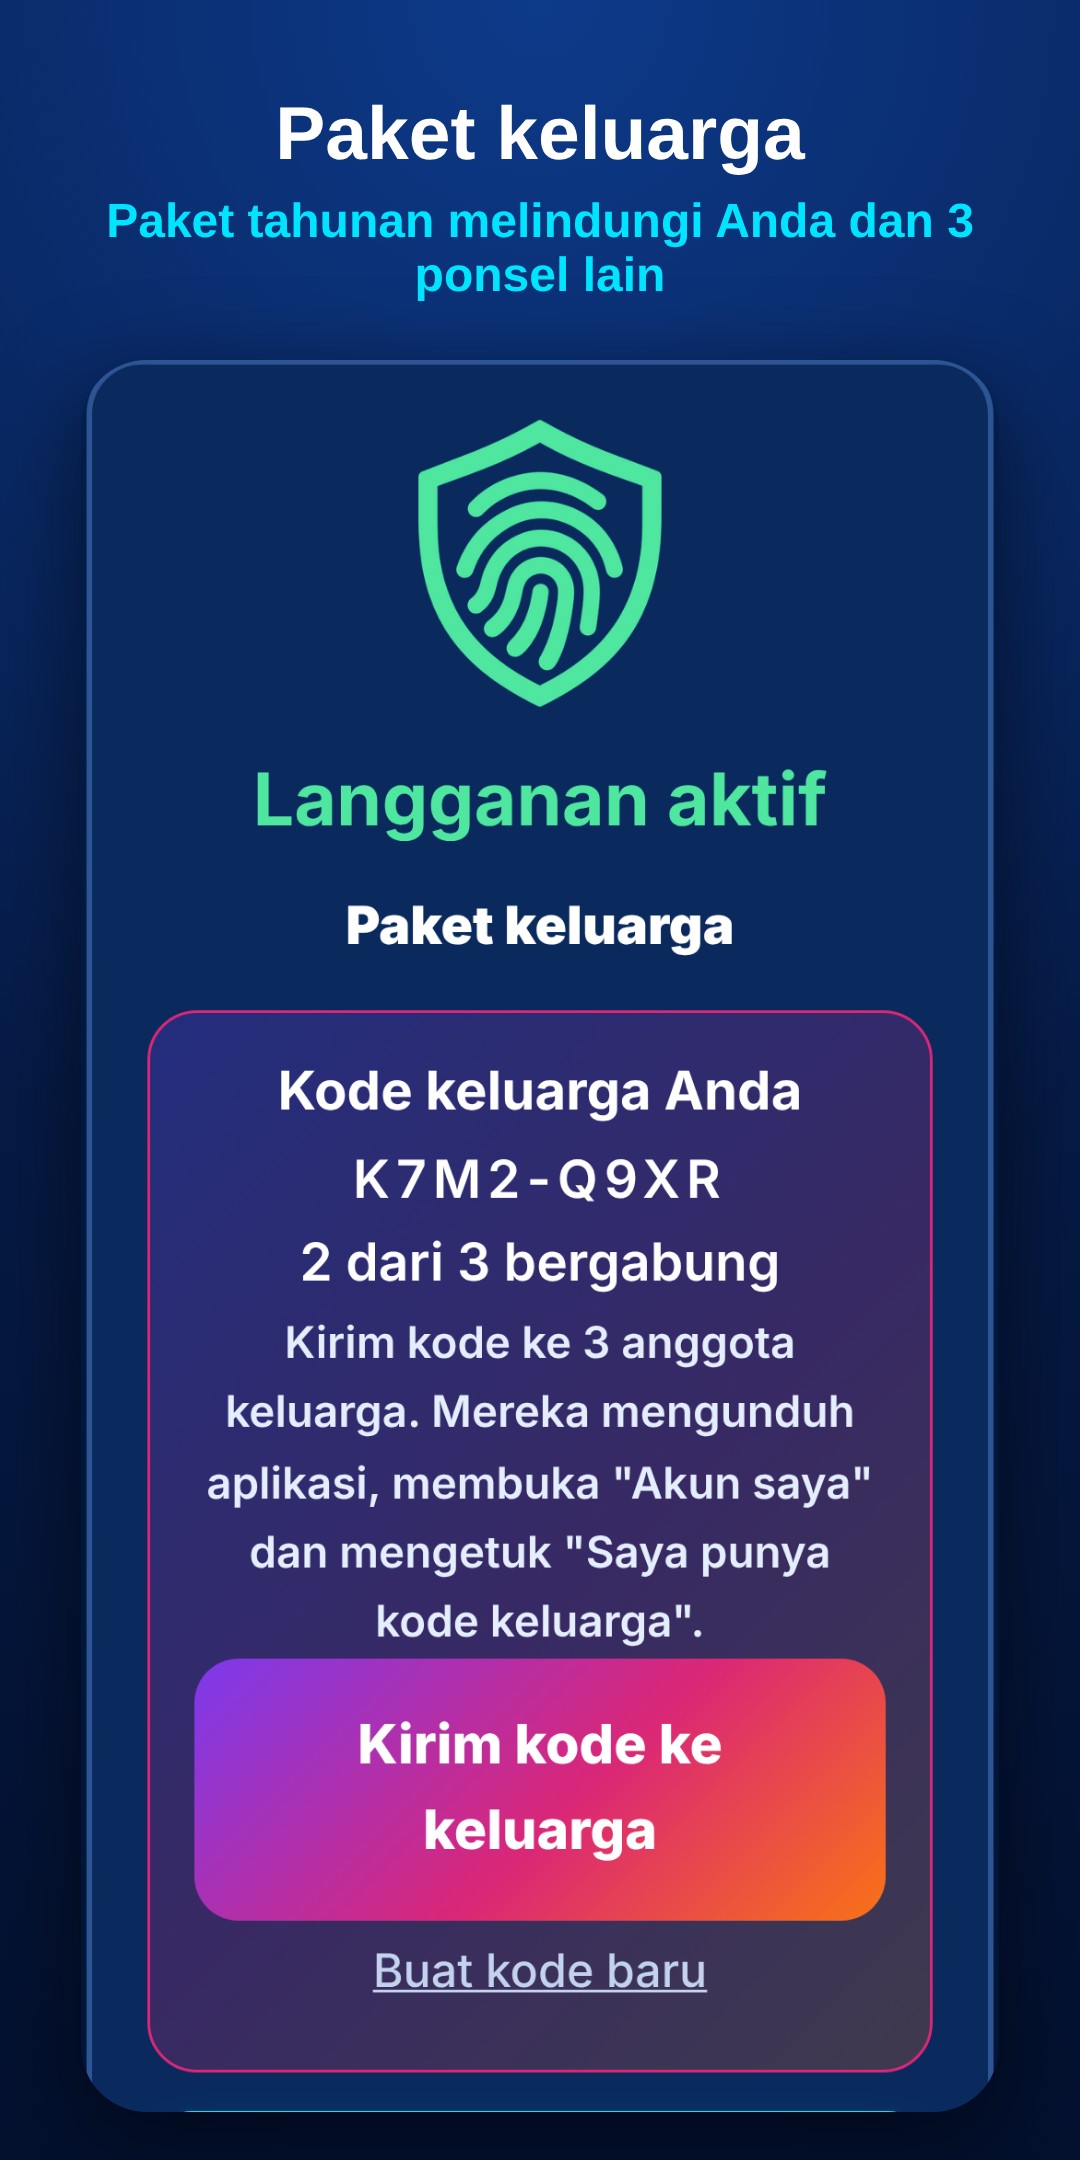 Paket keluarga
Paket tahunan melindungi Anda dan 3
ponsel lain
Langganan aktif
Paket keluarga
Kode keluarga Anda
K7M2-Q9XR
2 dari 3 bergabung
Kirim kode ke 3 anggota
keluarga. Mereka mengunduh
aplikasi, membuka "Akun saya"
dan mengetuk "Saya punya
kode keluarga".
Kirim kode ke
keluarga
Buat kode baru